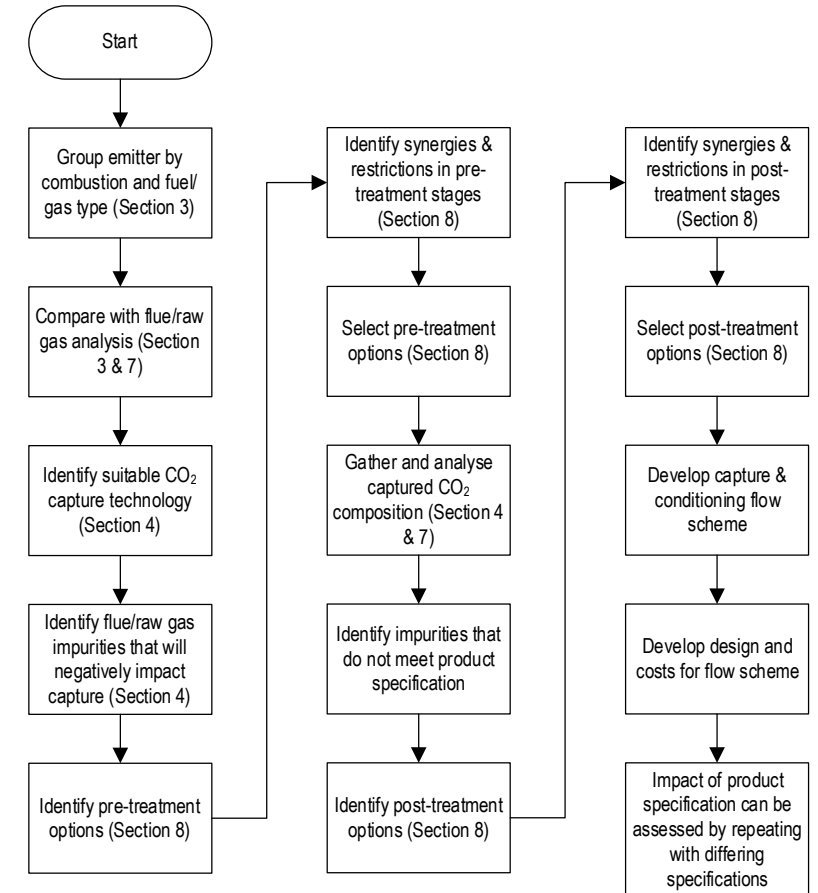 Start
Group emitter by
combustion and fuel/
gas type (Section 3)
Compare with flue/raw
gas analysis (Section
3 & 7)
Identify suitable CO₂
capture technology
(Section 4)
Identify flue/raw gas
impurities that will
negatively impact
capture (Section 4)
Identify pre-treatment
options (Section 8)
Identify synergies &
restrictions in pre-
treatment stages
(Section 8)
Select pre-treatment
options (Section 8)
Gather and analyse
captured CO₂
composition (Section 4
& 7)
Identify impurities that
do not meet product
specification
Identify post-treatment
options (Section 8)
Identify synergies &
restrictions in post-
treatment stages
(Section 8)
Select post-treatment
options (Section 8)
Develop capture &
conditioning flow
scheme
Develop design and
costs for flow scheme
Impact of product
specification can be
assessed by repeating
with differing
specifications